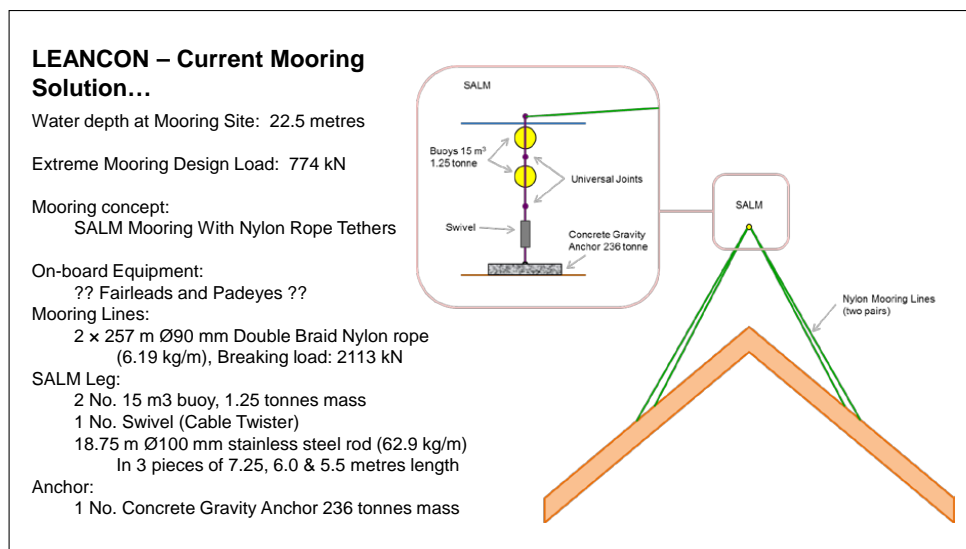 LEANCON – Current Mooring
Solution…
Water depth at Mooring Site: 22.5 metres
Extreme Mooring Design Load: 774 kN
Mooring concept:
SALM Mooring With Nylon Rope Tethers
On-board Equipment:
?? Fairleads and Padeyes ??
Mooring Lines:
2 × 257 m Ø90 mm Double Braid Nylon rope
(6.19 kg/m), Breaking load: 2113 kN
SALM Leg:
2 No. 15 m3 buoy, 1.25 tonnes mass
1 No. Swivel (Cable Twister)
18.75 m Ø100 mm stainless steel rod (62.9 kg/m)
In 3 pieces of 7.25, 6.0 & 5.5 metres length
Anchor:
1 No. Concrete Gravity Anchor 236 tonnes mass
SALM
Buoys 15 m³
1.25 tonne
Universal Joints
Swivel
Concrete Gravity
Anchor 236 tonne
SALM
Nylon Mooring Lines
(two pairs)